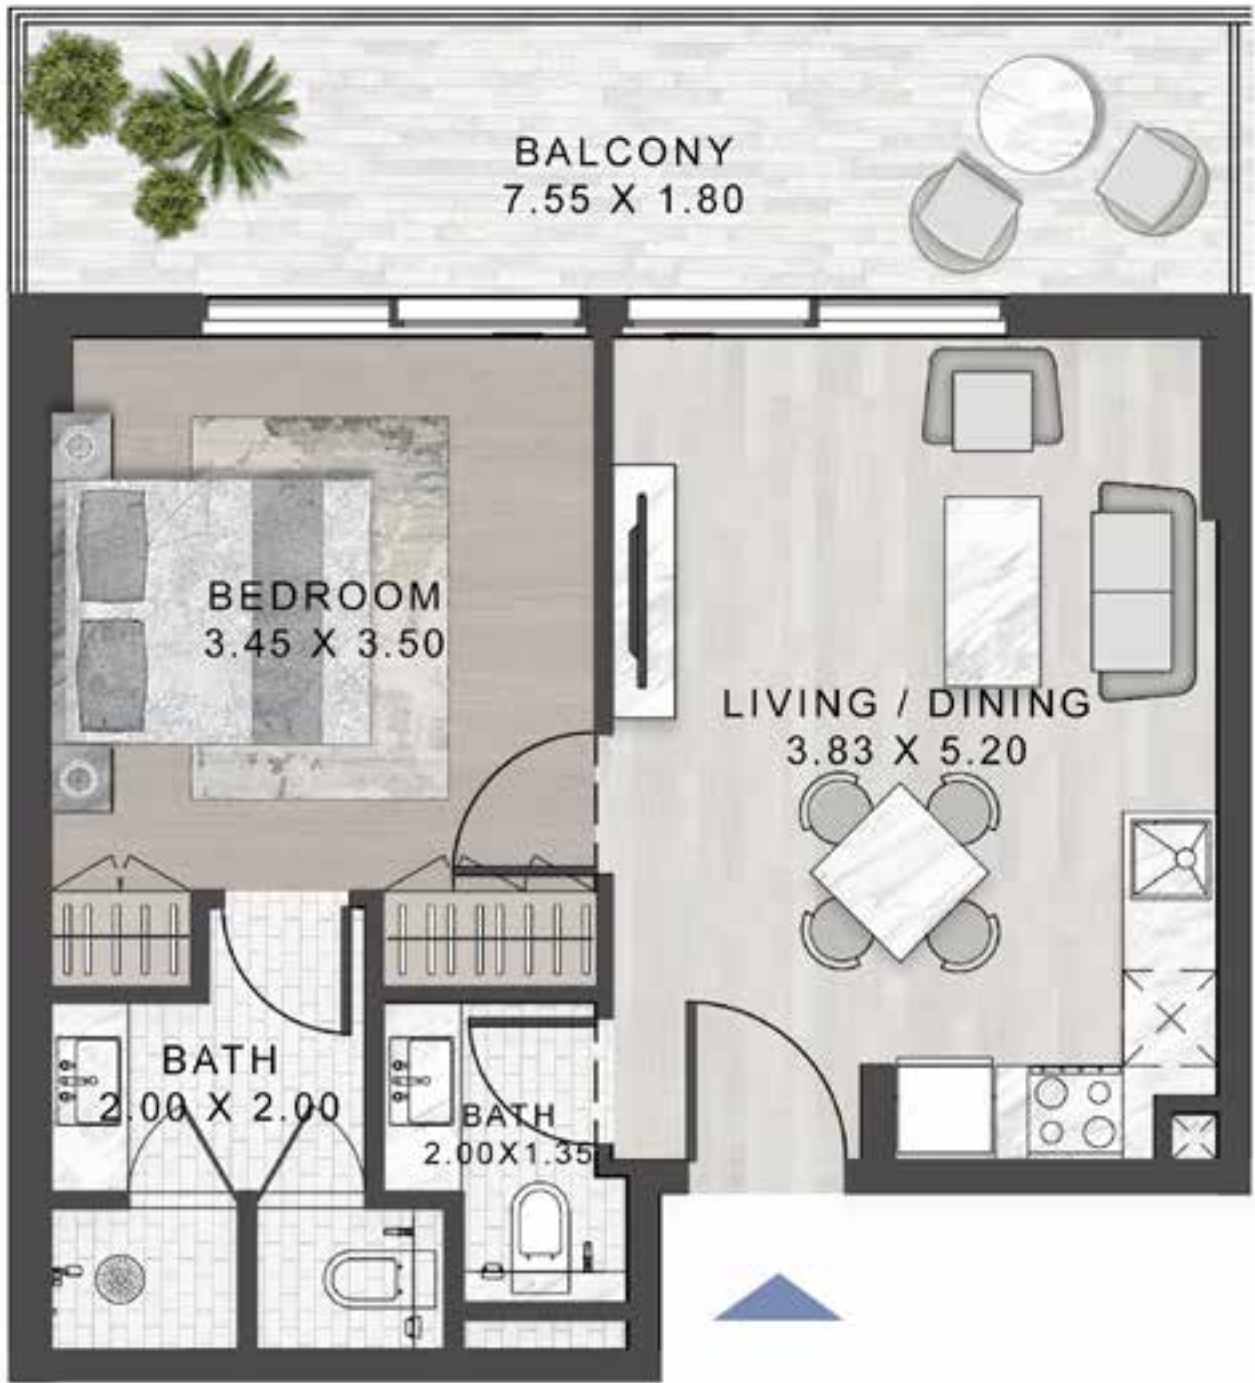 BALCONY
7.55 X 1.80
BEDROOM
3.45 X 3.50
LIVING / DINING
3.83 X 5.20
BATH
2.00 X 2.00
BATH
2.00X1.35